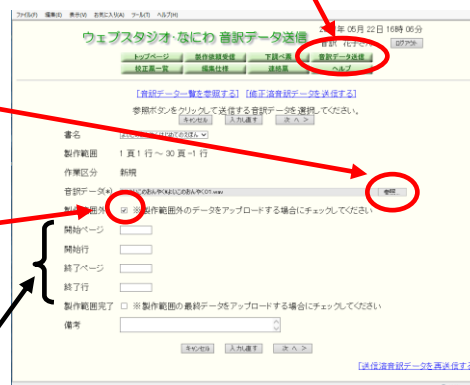 ファイル(F) 編集(E) 表示(V) お気に入り(A) ツール(T) ヘルプ(H)
ウェブスタジオ・なにわ 音訳データ送信
年 05月 22日 16時 06分
音訳 花子さん ログアウト
トップページ 製作依頼受信 下調べ票 音訳データ送信
校正票一覧 編集仕様 連絡票 ヘルプ
[音訳データ一覧を参照する] [修正済音訳データを送信する]
参照ボタンをクリックして送信する音訳データを選択してください。
キャンセル 入力し直す 次 へ >
書名
製作範囲 1 頁 1 行 ～ 30 頁 -1 行
作業区分 新規
音訳データ(*) 参照...
製作範囲外 ※製作範囲外のデータをアップロードする場合にチェックしてください
開始ページ
開始行
終了ページ
終了行
製作範囲完了 ※製作範囲の最終データをアップロードする場合にチェックしてください
備考
キャンセル 入力し直す 次 へ >
[送信済音訳データを再送信する